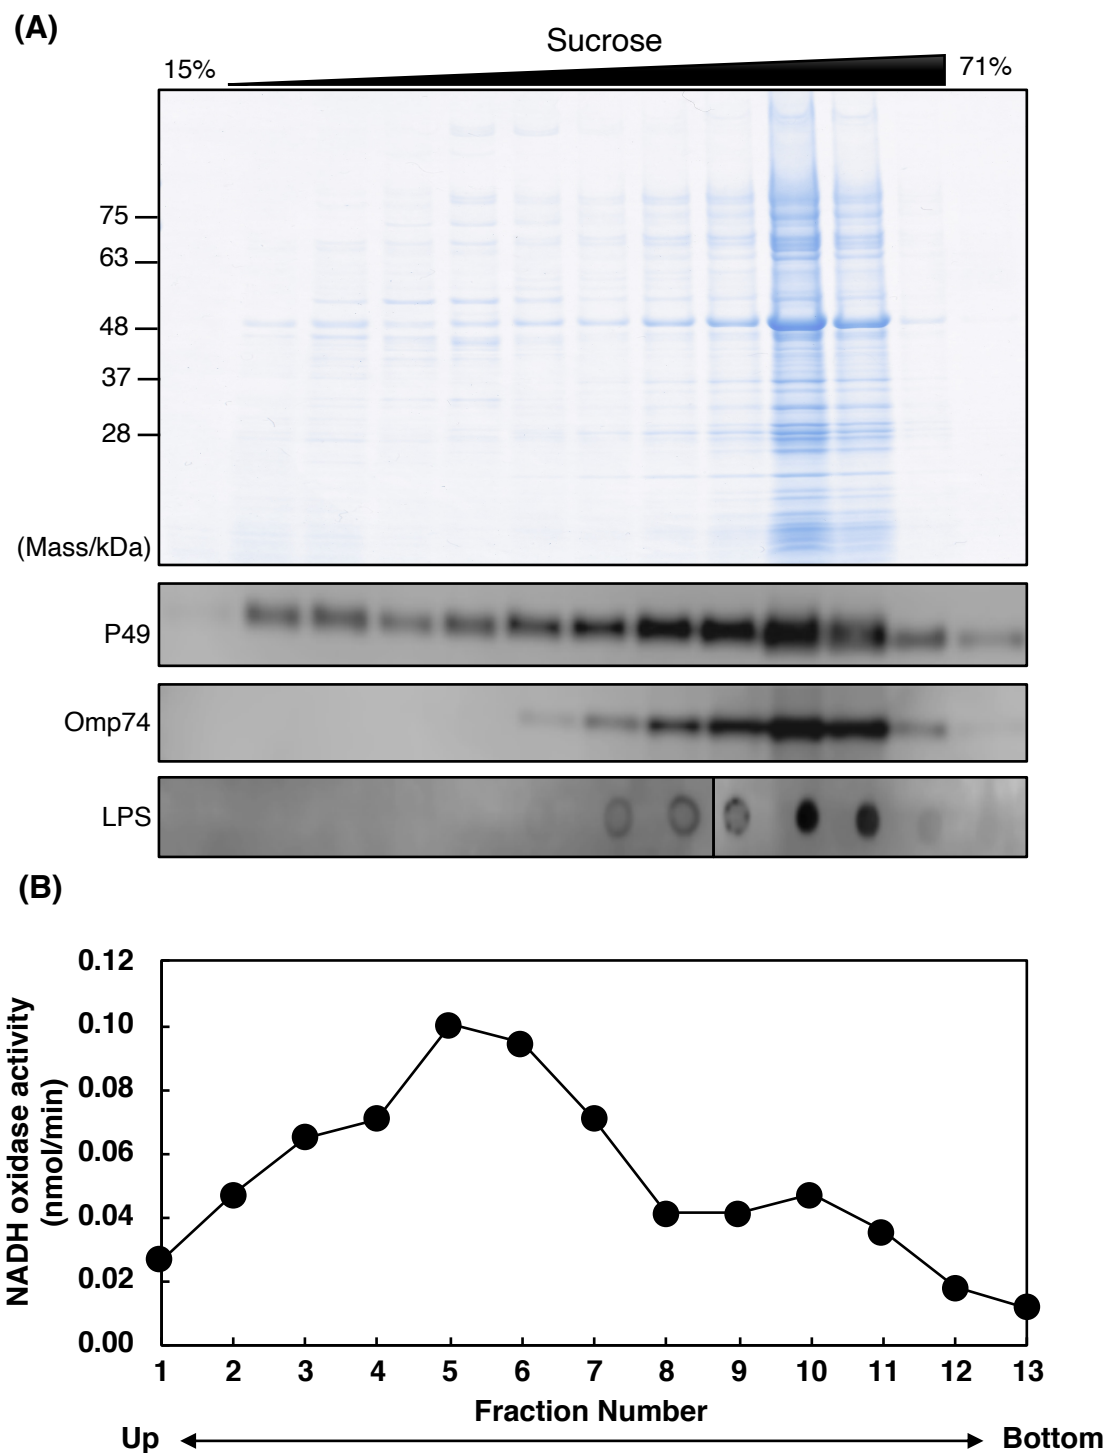 (A)
Sucrose
15%
71%
75
63
48
37
28
(Mass/kDa)
P49
Omp74
LPS
(B)
NADH oxidase activity
(nmol/min)
0.12
0.10
0.08
0.06
0.04
0.02
0.00
1 2 3 4 5 6 7 8 9 10 11 12 13
Fraction Number
Up Bottom